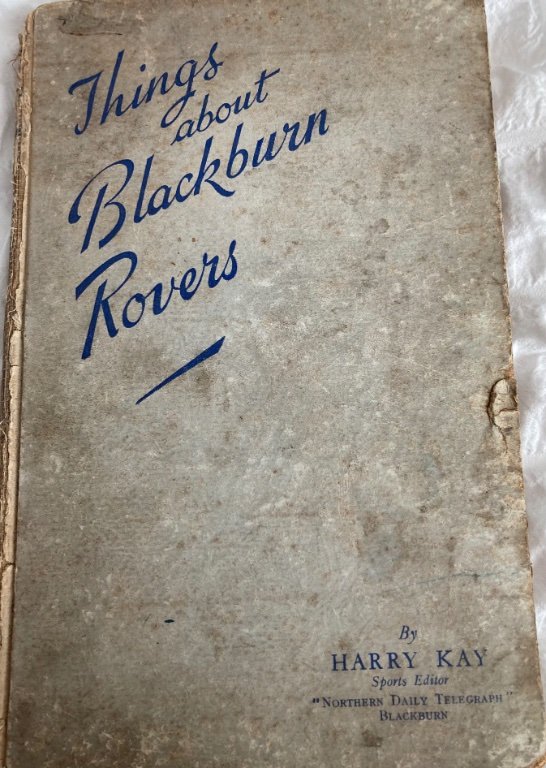 Things
about
Blackburn
Rovers
By
HARRY KAY
Sports Editor
"NORTHERN DAILY TELEGRAPH"
BLACKBURN